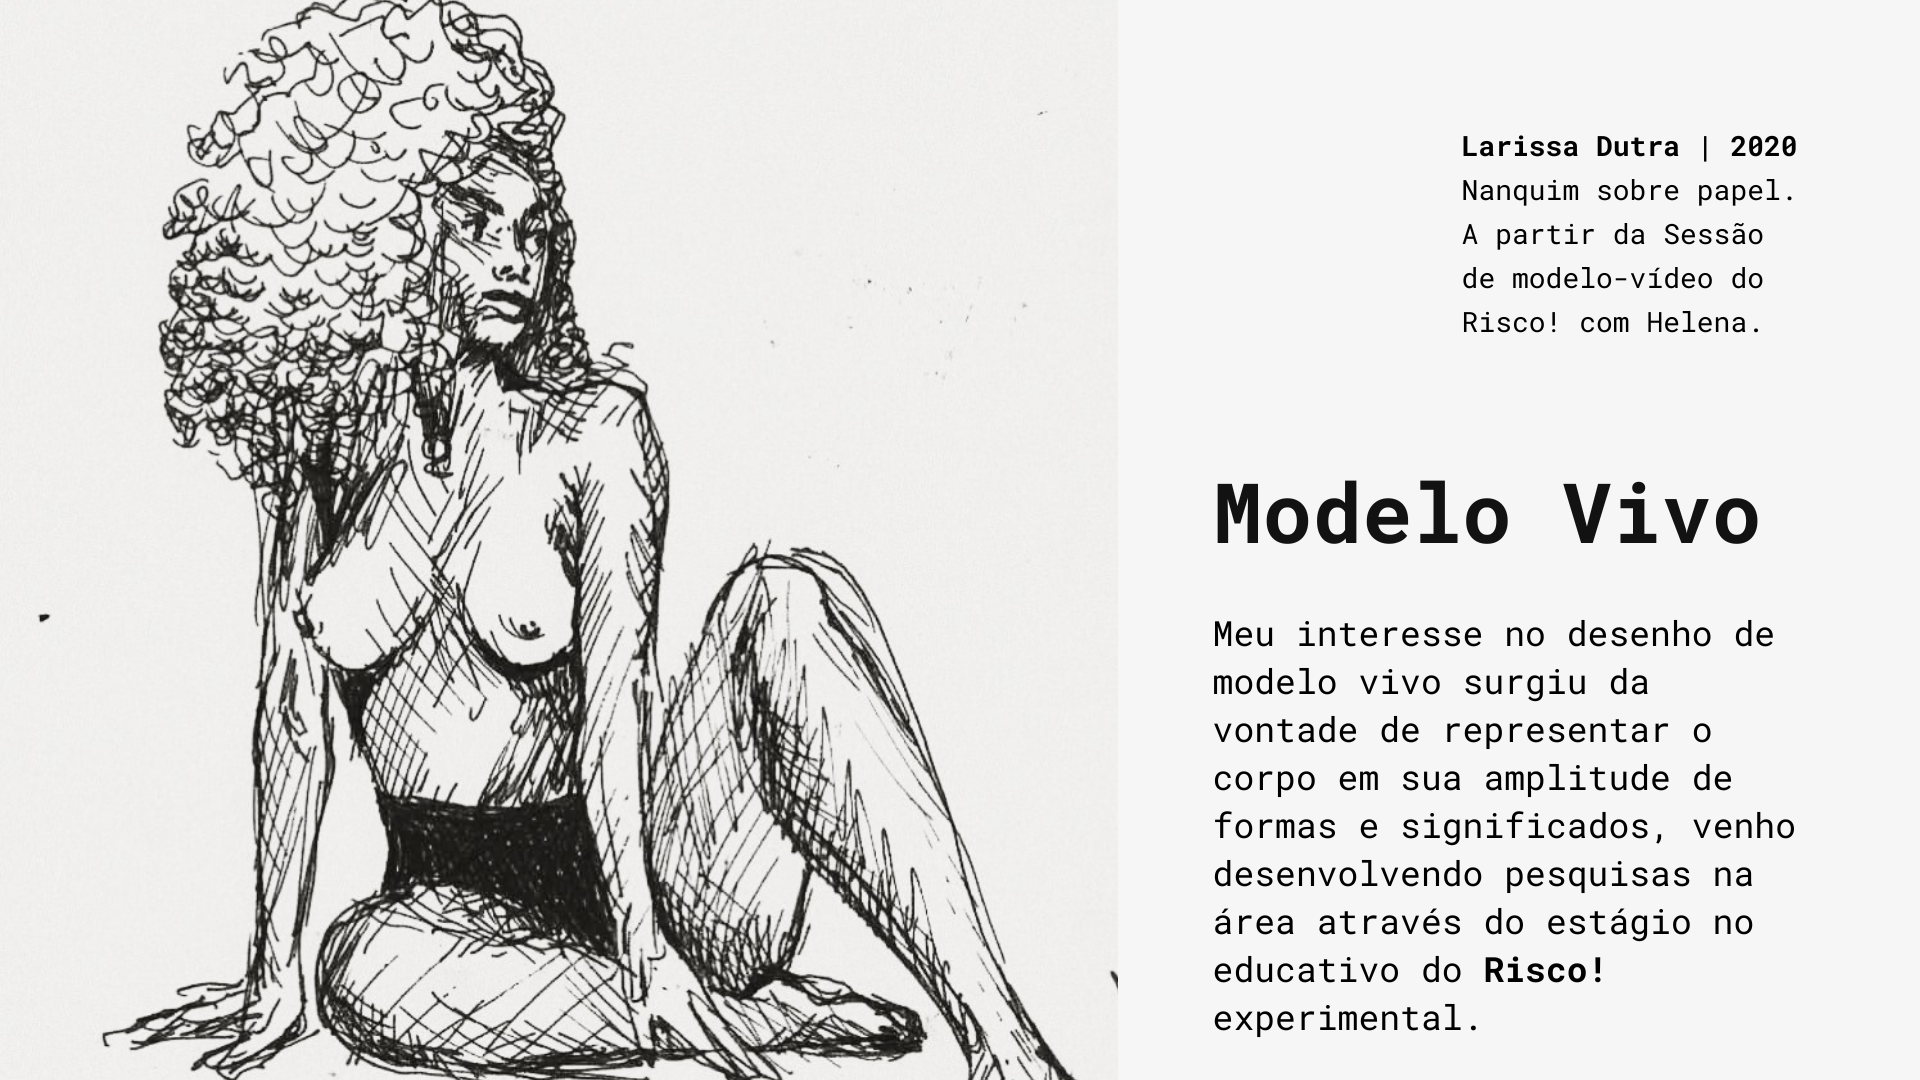 Larissa Dutra | 2020
Nanquim sobre papel.
A partir da Sessão
de modelo-vídeo do
Risco! com Helena.
Modelo Vivo
Meu interesse no desenho de
modelo vivo surgiu da
vontade de representar o
corpo em sua amplitude de
formas e significados, venho
desenvolvendo pesquisas na
área através do estágio no
educativo do Risco!
experimental.